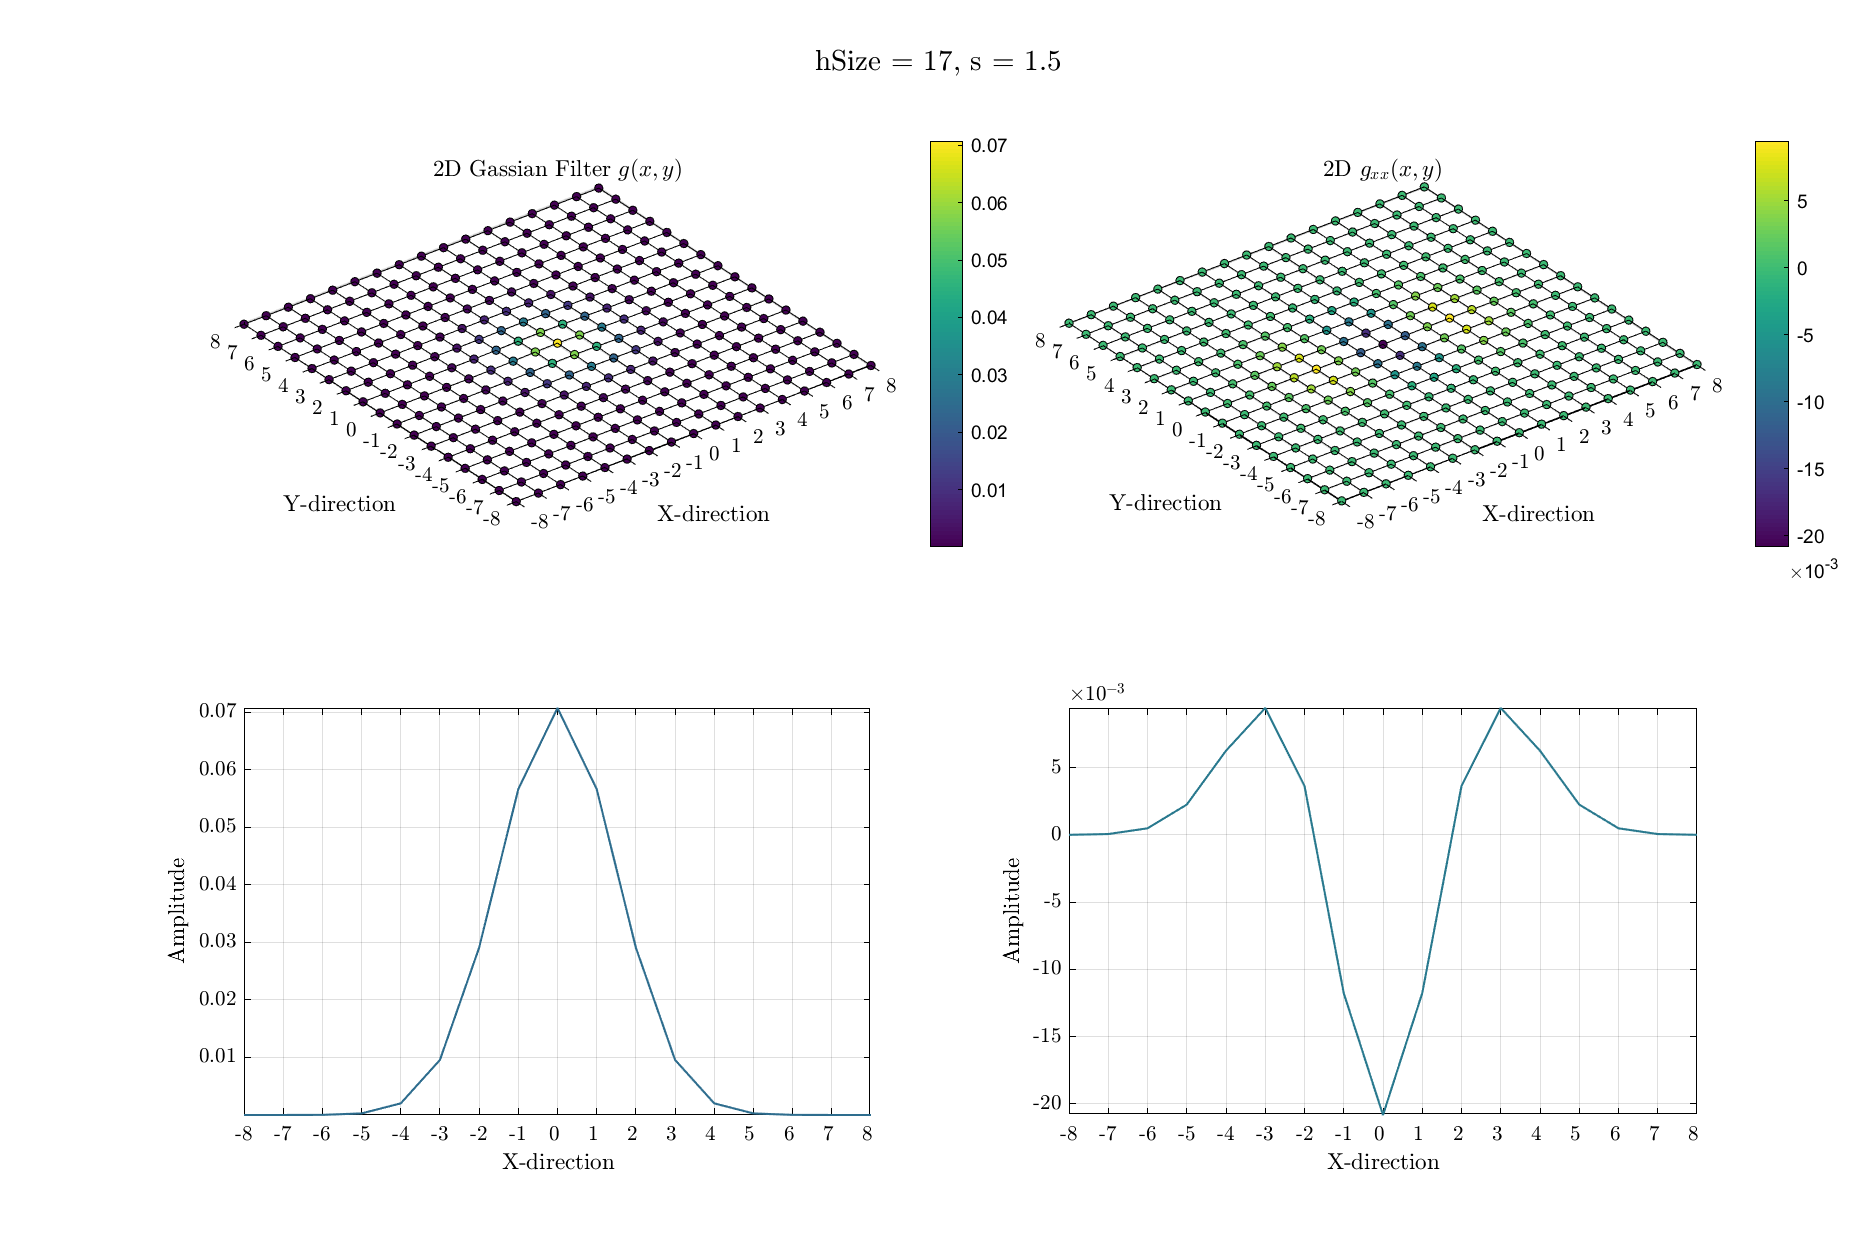 hSize = 17, s = 1.5
2D Gassian Filter g(x, y)
8 7 6 5 4 3 2 1 0 -1 -2 -3 -4 -5 -6 -7 -8
Y-direction
-8 -7 -6 -5 -4 -3 -2 -1 0 1 2 3 4 5 6 7 8
X-direction
0.07
0.06
0.05
0.04
0.03
0.02
0.01
2D gxx(x, y)
8 7 6 5 4 3 2 1 0 -1 -2 -3 -4 -5 -6 -7 -8
Y-direction
-8 -7 -6 -5 -4 -3 -2 -1 0 1 2 3 4 5 6 7 8
X-direction
5
0
-5
-10
-15
-20
×10-3
0.07
0.06
0.05
0.04
0.03
0.02
0.01
Amplitude
-8 -7 -6 -5 -4 -3 -2 -1 0 1 2 3 4 5 6 7 8
X-direction
×10−3
5
0
-5
-10
-15
-20
Amplitude
-8 -7 -6 -5 -4 -3 -2 -1 0 1 2 3 4 5 6 7 8
X-direction